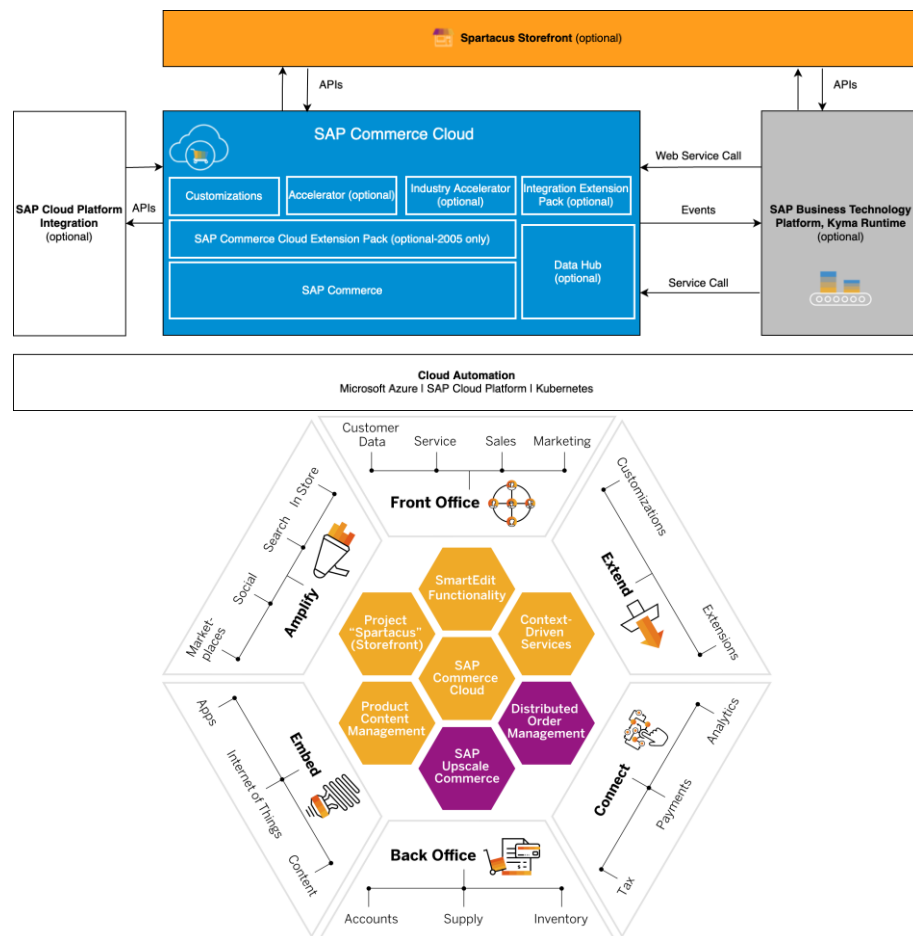 Spartacus Storefront (optional)
APIs
APIs
SAP Commerce Cloud
Customizations
Accelerator (optional)
Industry Accelerator
(optional)
Integration Extension
Pack (optional)
SAP Commerce Cloud Extension Pack (optional-2005 only)
SAP Commerce
Data Hub
(optional)
SAP Cloud Platform
Integration
(optional)
APIs
Web Service Call
Events
Service Call
SAP Business Technology
Platform, Kyma Runtime
(optional)
Cloud Automation
Microsoft Azure | SAP Cloud Platform | Kubernetes
Customer
Data
Service
Sales
Marketing
Front Office
In Store
Search
Social
Market-
places
Amplify
Customizations
Extensions
Extend
SmartEdit
Functionality
Project
"Spartacus"
(Storefront)
Context-
Driven
Services
SAP
Commerce
Cloud
Product
Content
Management
Distributed
Order
Management
SAP
Upscale
Commerce
Apps
Internet of Things
Content
Embed
Analytics
Payments
Tax
Connect
Back Office
Accounts
Supply
Inventory